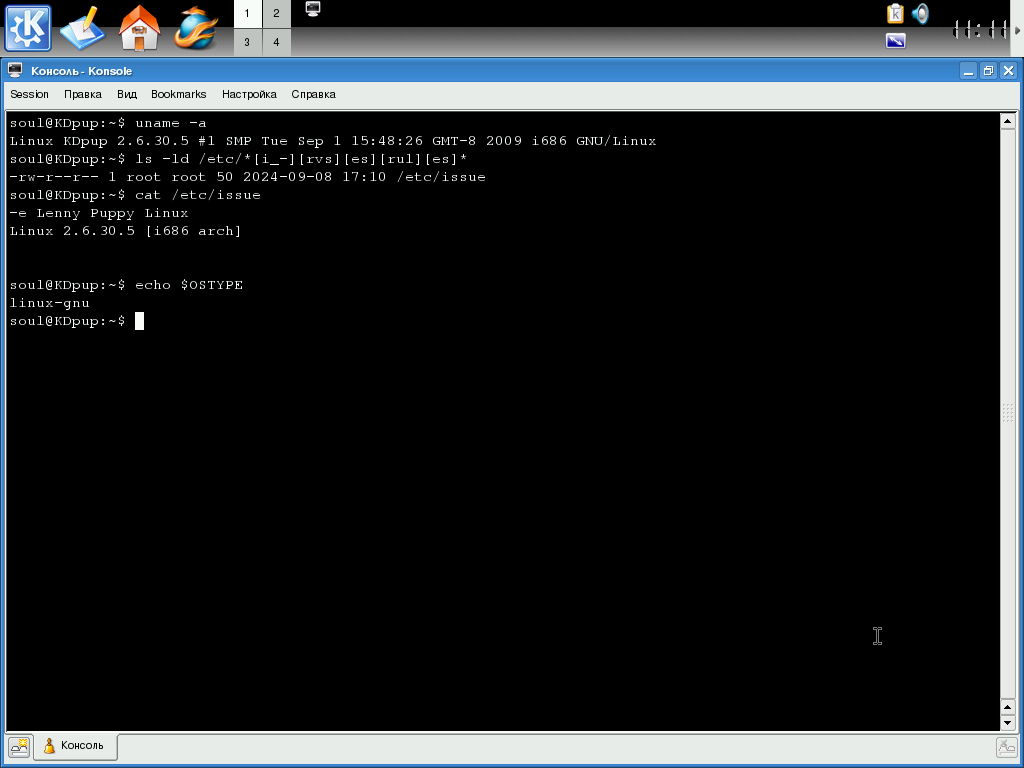 1 2
3 4
11:11
Консоль - Konsole
Session Правка Вид Bookmarks Настройка Справка
soul@KDpup:~$ uname -a
Linux KDpup 2.6.30.5 #1 SMP Tue Sep 1 15:48:26 GMT-8 2009 i686 GNU/Linux
soul@KDpup:~$ ls -ld /etc/*[i_-][rvs][es][rul][es]*
-rw-r--r-- 1 root root 50 2024-09-08 17:10 /etc/issue
soul@KDpup:~$ cat /etc/issue
-e Lenny Puppy Linux
Linux 2.6.30.5 [i686 arch]
soul@KDpup:~$ echo $OSTYPE
linux-gnu
soul@KDpup:~$
Консоль